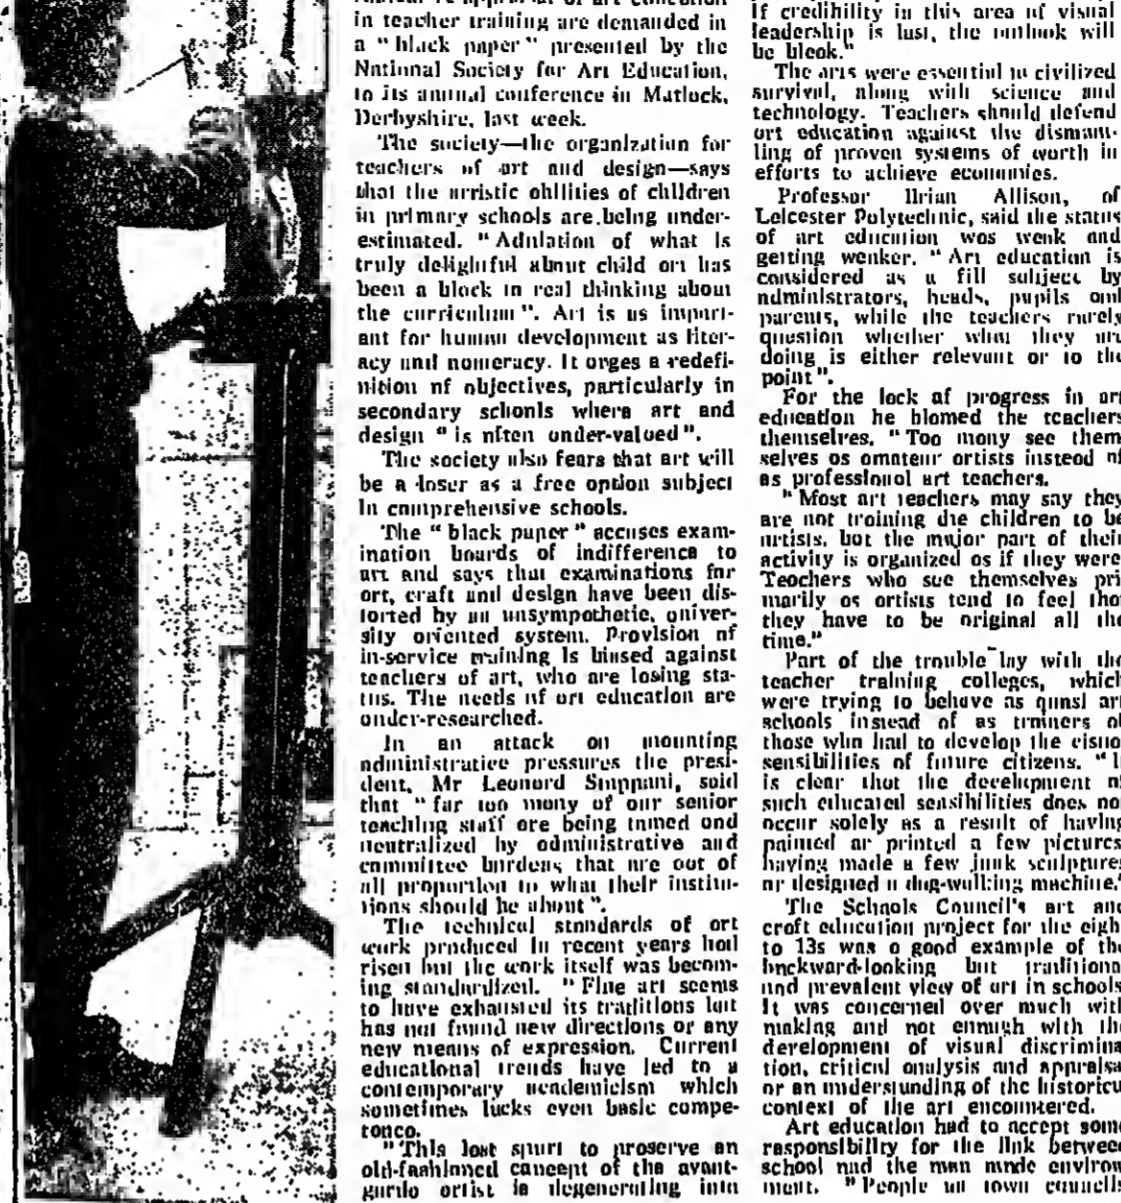 in teacher training are demanded in
a "black paper" presented by the
National Society for Art Education,
to its annual conference in Matlock,
Derbyshire, last week.
The society—the organization for
teachers of art and design—says
that the artistic abilities of children
in primary schools are being under-
estimated. "Adulation of what is
truly delightful about child art has
been a block to real thinking about
the curriculum". Art is as import-
ant for human development as liter-
acy and numeracy. It urges a redefi-
nition of objectives, particularly in
secondary schools where art and
design "is often under-valued".
The society also fears that art will
be a loser as a free option subject
in comprehensive schools.
The "black paper" accuses exam-
ination boards of indifference to
art and says that examinations for
art, craft and design have been dis-
torted by an unsympathetic, univer-
sity oriented system. Provision of
in-service training is biased against
teachers of art, who are losing sta-
tus. The needs of art education are
under-researched.
In an attack on mounting
administrative pressures the presi-
dent, Mr Leonard said
that "far too many of our senior
teaching staff are being tamed and
neutralized by administrative and
committee burdens that are out of
all proportion to what their institu-
tions should be about".
The technical standards of art
work produced in recent years had
risen but the work itself was becom-
ing standardized. "Fine art seems
to have exhausted its traditions but
has not found new directions or any
new means of expression. Current
educational trends have led to a
contemporary academicism which
sometimes lacks even basic compe-
tence.
"This last spurt to preserve an
old-fashioned concept of the avant-
garde artist is degenerating into
If credibility in this area of visual
leadership is lost, the outlook will
be bleak."
The arts were essential to civilized
survival, along with science and
technology. Teachers should defend
art education against the disman-
ling of proven systems of worth in
efforts to achieve economies.
Professor Brian Allison, of
Leicester Polytechnic, said the status
of art education was weak and
getting weaker. "Art education is
considered as a fill subject by
administrators, heads, pupils and
parents, while the teachers rarely
question whether what they are
doing is either relevant or to the
point".
For the lack of progress in art
education he blamed the teachers
themselves. "Too many see them
selves as amateur artists instead of
as professional art teachers.
"Most art teachers may say they
are not training the children to be
artists, but the major part of their
activity is organized as if they were
Teachers who see themselves pri
marily as artists tend to feel that
they have to be original all the
time."
Part of the trouble lay with the
teacher training colleges, which
were trying to behave as quasi art
schools instead of as trainers of
those who had to develop the visual
sensibilities of future citizens. "It
is clear that the development of
such educated sensibilities does not
occur solely as a result of having
painted or printed a few pictures
having made a few junk sculptures
or designed a dog-walking machine."
The Schools Council's art and
craft education project for the eight
to 13s was a good example of the
backward-looking but traditional
and prevalent view of art in schools
It was concerned over much with
making and not enough with the
development of visual discrimina
tion, critical analysis and appraisal
or an understanding of the historical
context of the art encountered.
Art education had to accept some
responsibility for the link between
school and the man made environ
ment. "People on town councils